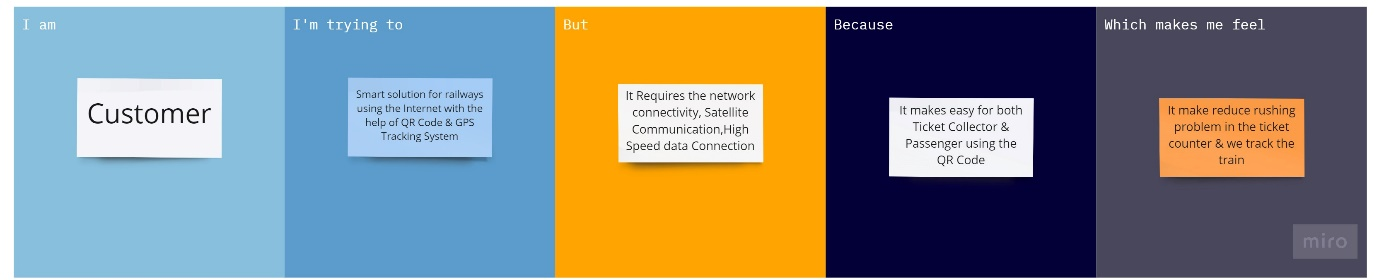 I am
I'm trying to
But
Because
Which makes me feel
Customer
Smart solution for railways
using the Internet with the
help of QR Code & GPS
Tracking System
It Requires the network
connectivity, Satellite
Communication,High
Speed data Connection
It makes easy for both
Ticket Collector &
Passenger using the
QR Code
It make reduce rushing
problem in the ticket
counter & we track the
train
miro